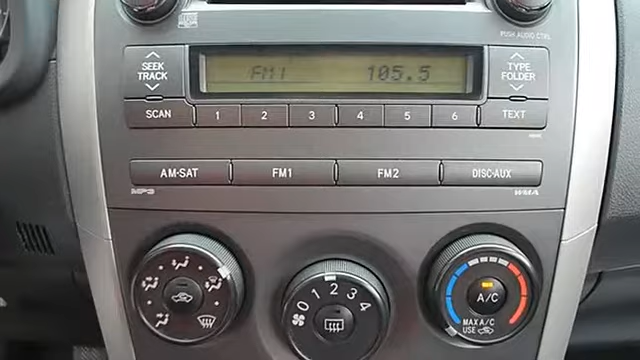 PUSH AUDIO CTRL
SEEK TRACK
FM1 105.5
TYPE FOLDER
SCAN 1 2 3 4 5 6 TEXT
AM·SAT FM1 FM2 DISC·AUX
MP3 WMA
0 1 2 3 4
A/C
MAX A/C
USE